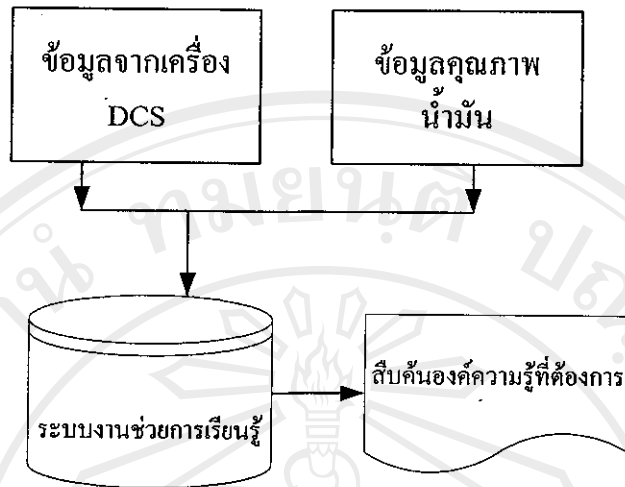 ข้อมูลจากเครื่อง
DCS
ข้อมูลคุณภาพ
น้ำมัน
ระบบงานช่วยการเรียนรู้
สืบค้นองค์ความรู้ที่ต้องการ